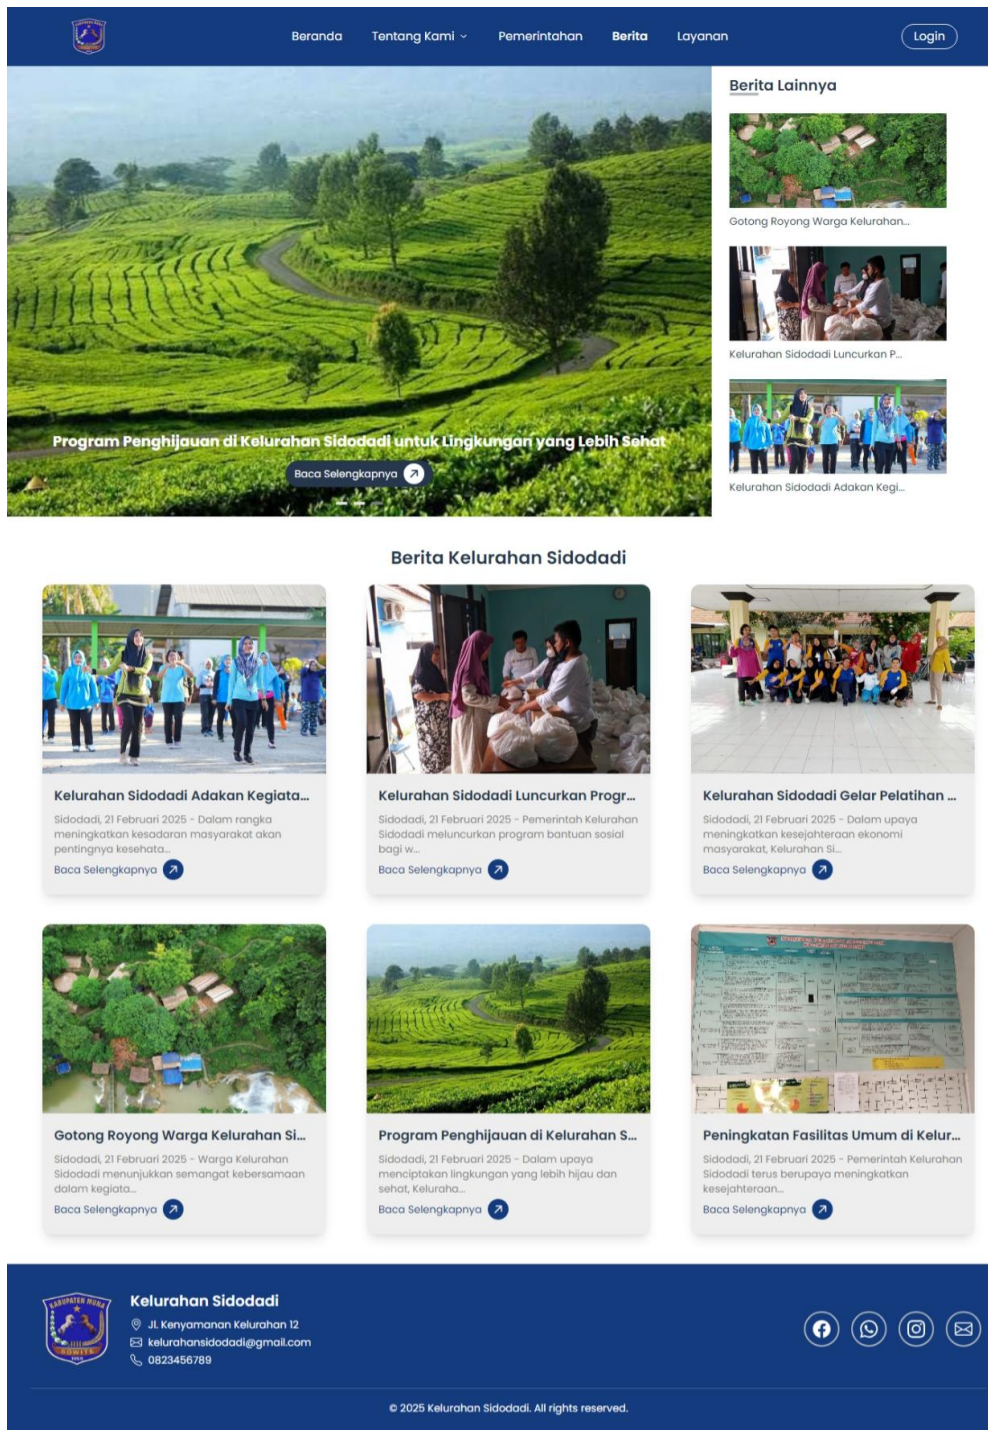 Beranda
Tentang Kami
Pemerintahan
Berita
Layanan
Login
Program Penghijauan di Kelurahan Sidodadi untuk Lingkungan yang Lebih Sehat
Baca Selengkapnya
Berita Lainnya
Gotong Royong Warga Kelurahan...
Kelurahan Sidodadi Luncurkan P...
Kelurahan Sidodadi Adakan Kegi...
Berita Kelurahan Sidodadi
Kelurahan Sidodadi Adakan Kegiata...
Sidodadi, 21 Februari 2025 - Dalam rangka
meningkatkan kesadaran masyarakat akan
pentingnya kesehata...
Baca Selengkapnya
Kelurahan Sidodadi Luncurkan Progr...
Sidodadi, 21 Februari 2025 - Pemerintah Kelurahan
Sidodadi meluncurkan program bantuan sosial
bagi w...
Baca Selengkapnya
Kelurahan Sidodadi Gelar Pelatihan ...
Sidodadi, 21 Februari 2025 - Dalam upaya
meningkatkan kesejahteraan ekonomi
masyarakat, Kelurahan Si...
Baca Selengkapnya
Gotong Royong Warga Kelurahan Si...
Sidodadi, 21 Februari 2025 - Warga Kelurahan
Sidodadi menunjukkan semangat kebersamaan
dalam kegiata...
Baca Selengkapnya
Program Penghijauan di Kelurahan S...
Sidodadi, 21 Februari 2025 - Dalam upaya
menciptakan lingkungan yang lebih hijau dan
sehat, Keluraha...
Baca Selengkapnya
Peningkatan Fasilitas Umum di Kelur...
Sidodadi, 21 Februari 2025 - Pemerintah Kelurahan
Sidodadi terus berupaya meningkatkan
kesejahteraan...
Baca Selengkapnya
KABUPATEN MUNA
SOWITE
Kelurahan Sidodadi
Jl. Kenyamanan Kelurahan 12
kelurahansidodadi@gmail.com
0823456789
© 2025 Kelurahan Sidodadi. All rights reserved.